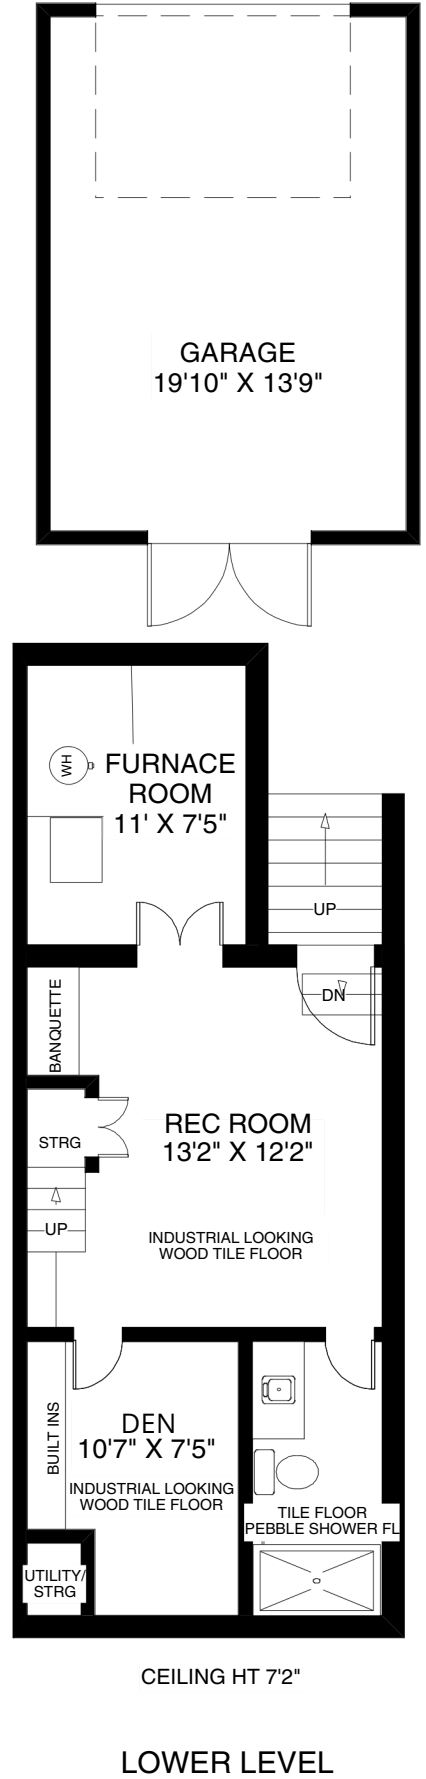 GARAGE
19'10" X 13'9"
WH
FURNACE
ROOM
11' X 7'5"
UP
DN
BANQUETTE
STRG
REC ROOM
13'2" X 12'2"
UP
INDUSTRIAL LOOKING
WOOD TILE FLOOR
BUILT INS
DEN
10'7" X 7'5"
INDUSTRIAL LOOKING
WOOD TILE FLOOR
TILE FLOOR
PEBBLE SHOWER FL
UTILITY/
STRG
CEILING HT 7'2"
LOWER LEVEL